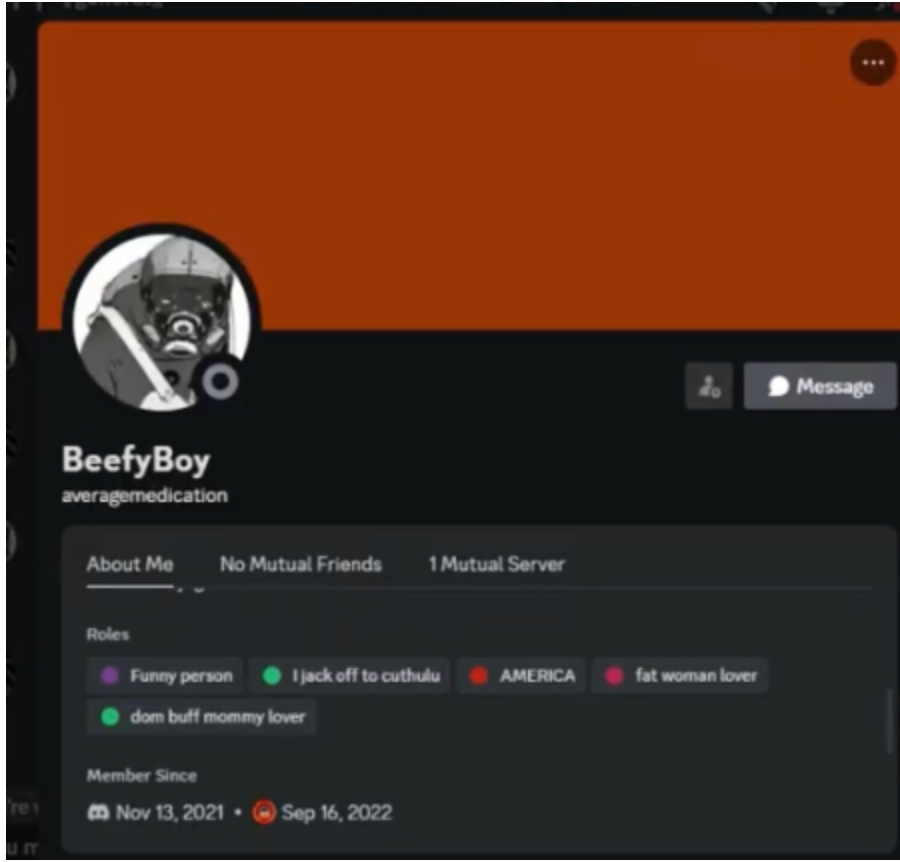 BeefyBoy
averagemedication
Message
About Me No Mutual Friends 1 Mutual Server
Roles
Funny person I jack off to cuthulu AMERICA fat woman lover
dom buff mommy lover
Member Since
Nov 13, 2021 • Sep 16, 2022